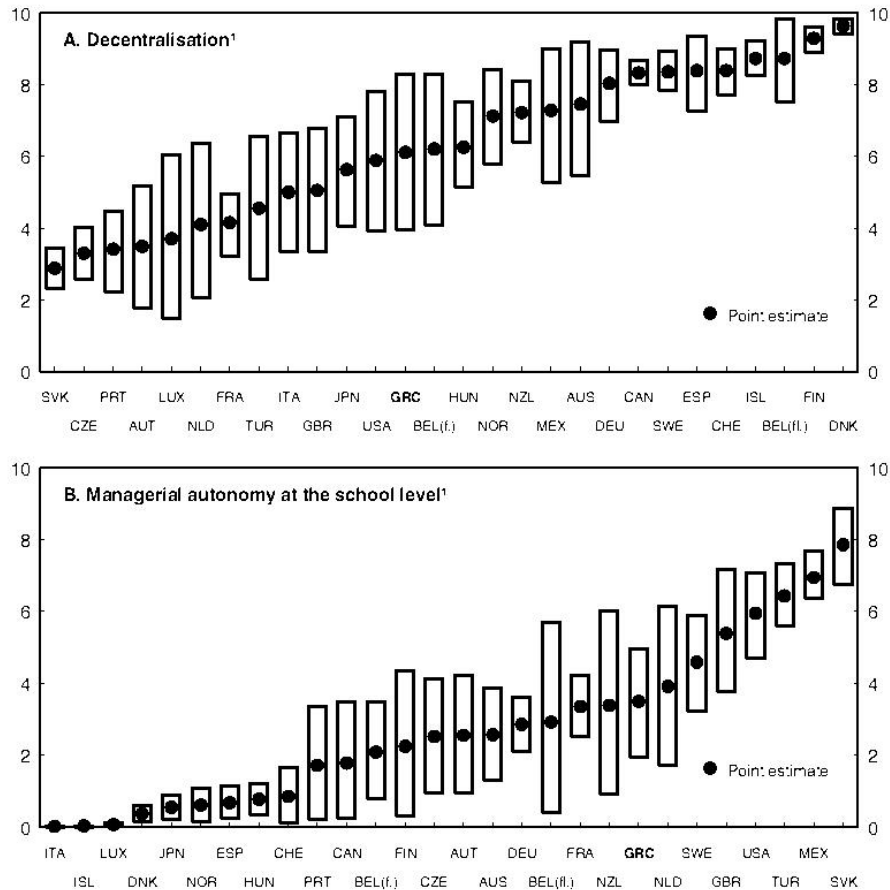 A. Decentralisation¹
10 10
8 8
6 6
4 4
2 2
0 0
Point estimate
SVK PRT LUX FRA ITA JPN GRC HUN NZL AUS CAN ESP ISL FIN
CZE AUT NLD TUR GBR USA BEL(f.) NOR MEX DEU SWE CHE BEL(fl.) DNK
B. Managerial autonomy at the school level¹
10 10
8 8
6 6
4 4
2 2
0 0
Point estimate
ITA LUX JPN ESP CHE CAN FIN AUT DEU FRA GRC SWE USA MEX
ISL DNK NOR HUN PRT BEL(f.) CZE AUS BEL(fl.) NZL NLD GBR TUR SVK